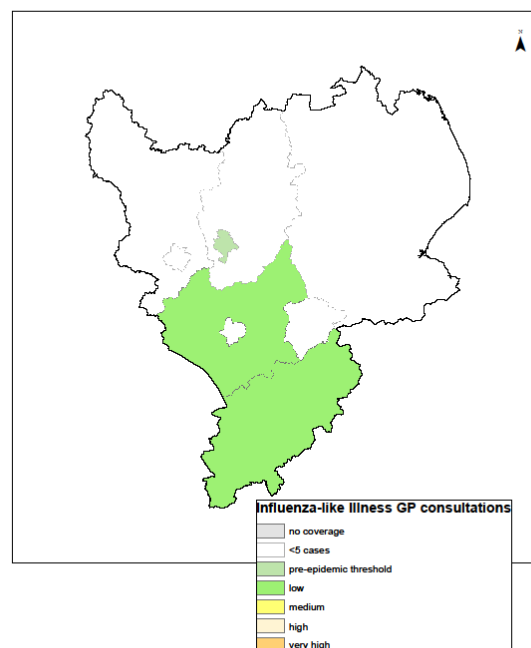 N
Influenza-like Illness GP consultations
no coverage
<5 cases
pre-epidemic threshold
low
medium
high
very high